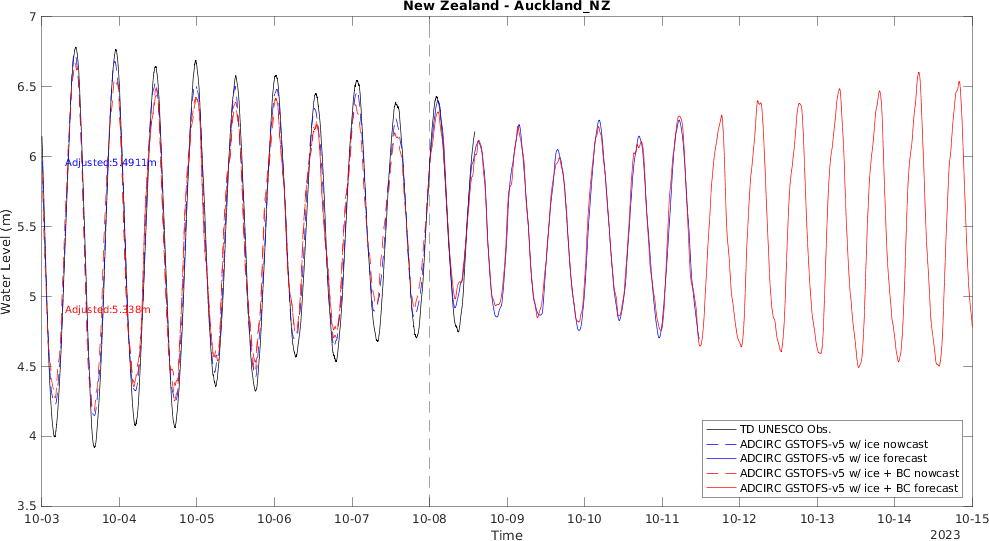 New Zealand - Auckland_NZ
7
6.5
6
5.5
5
4.5
4
3.5
Water Level (m)
Adjusted:5.4911m
Adjusted:5.338m
TD UNESCO Obs.
ADCIRC GSTOFS-v5 w/ ice nowcast
ADCIRC GSTOFS-v5 w/ ice forecast
ADCIRC GSTOFS-v5 w/ ice + BC nowcast
ADCIRC GSTOFS-v5 w/ ice + BC forecast
10-03 10-04 10-05 10-06 10-07 10-08 10-09 10-10 10-11 10-12 10-13 10-14 10-15
Time
2023